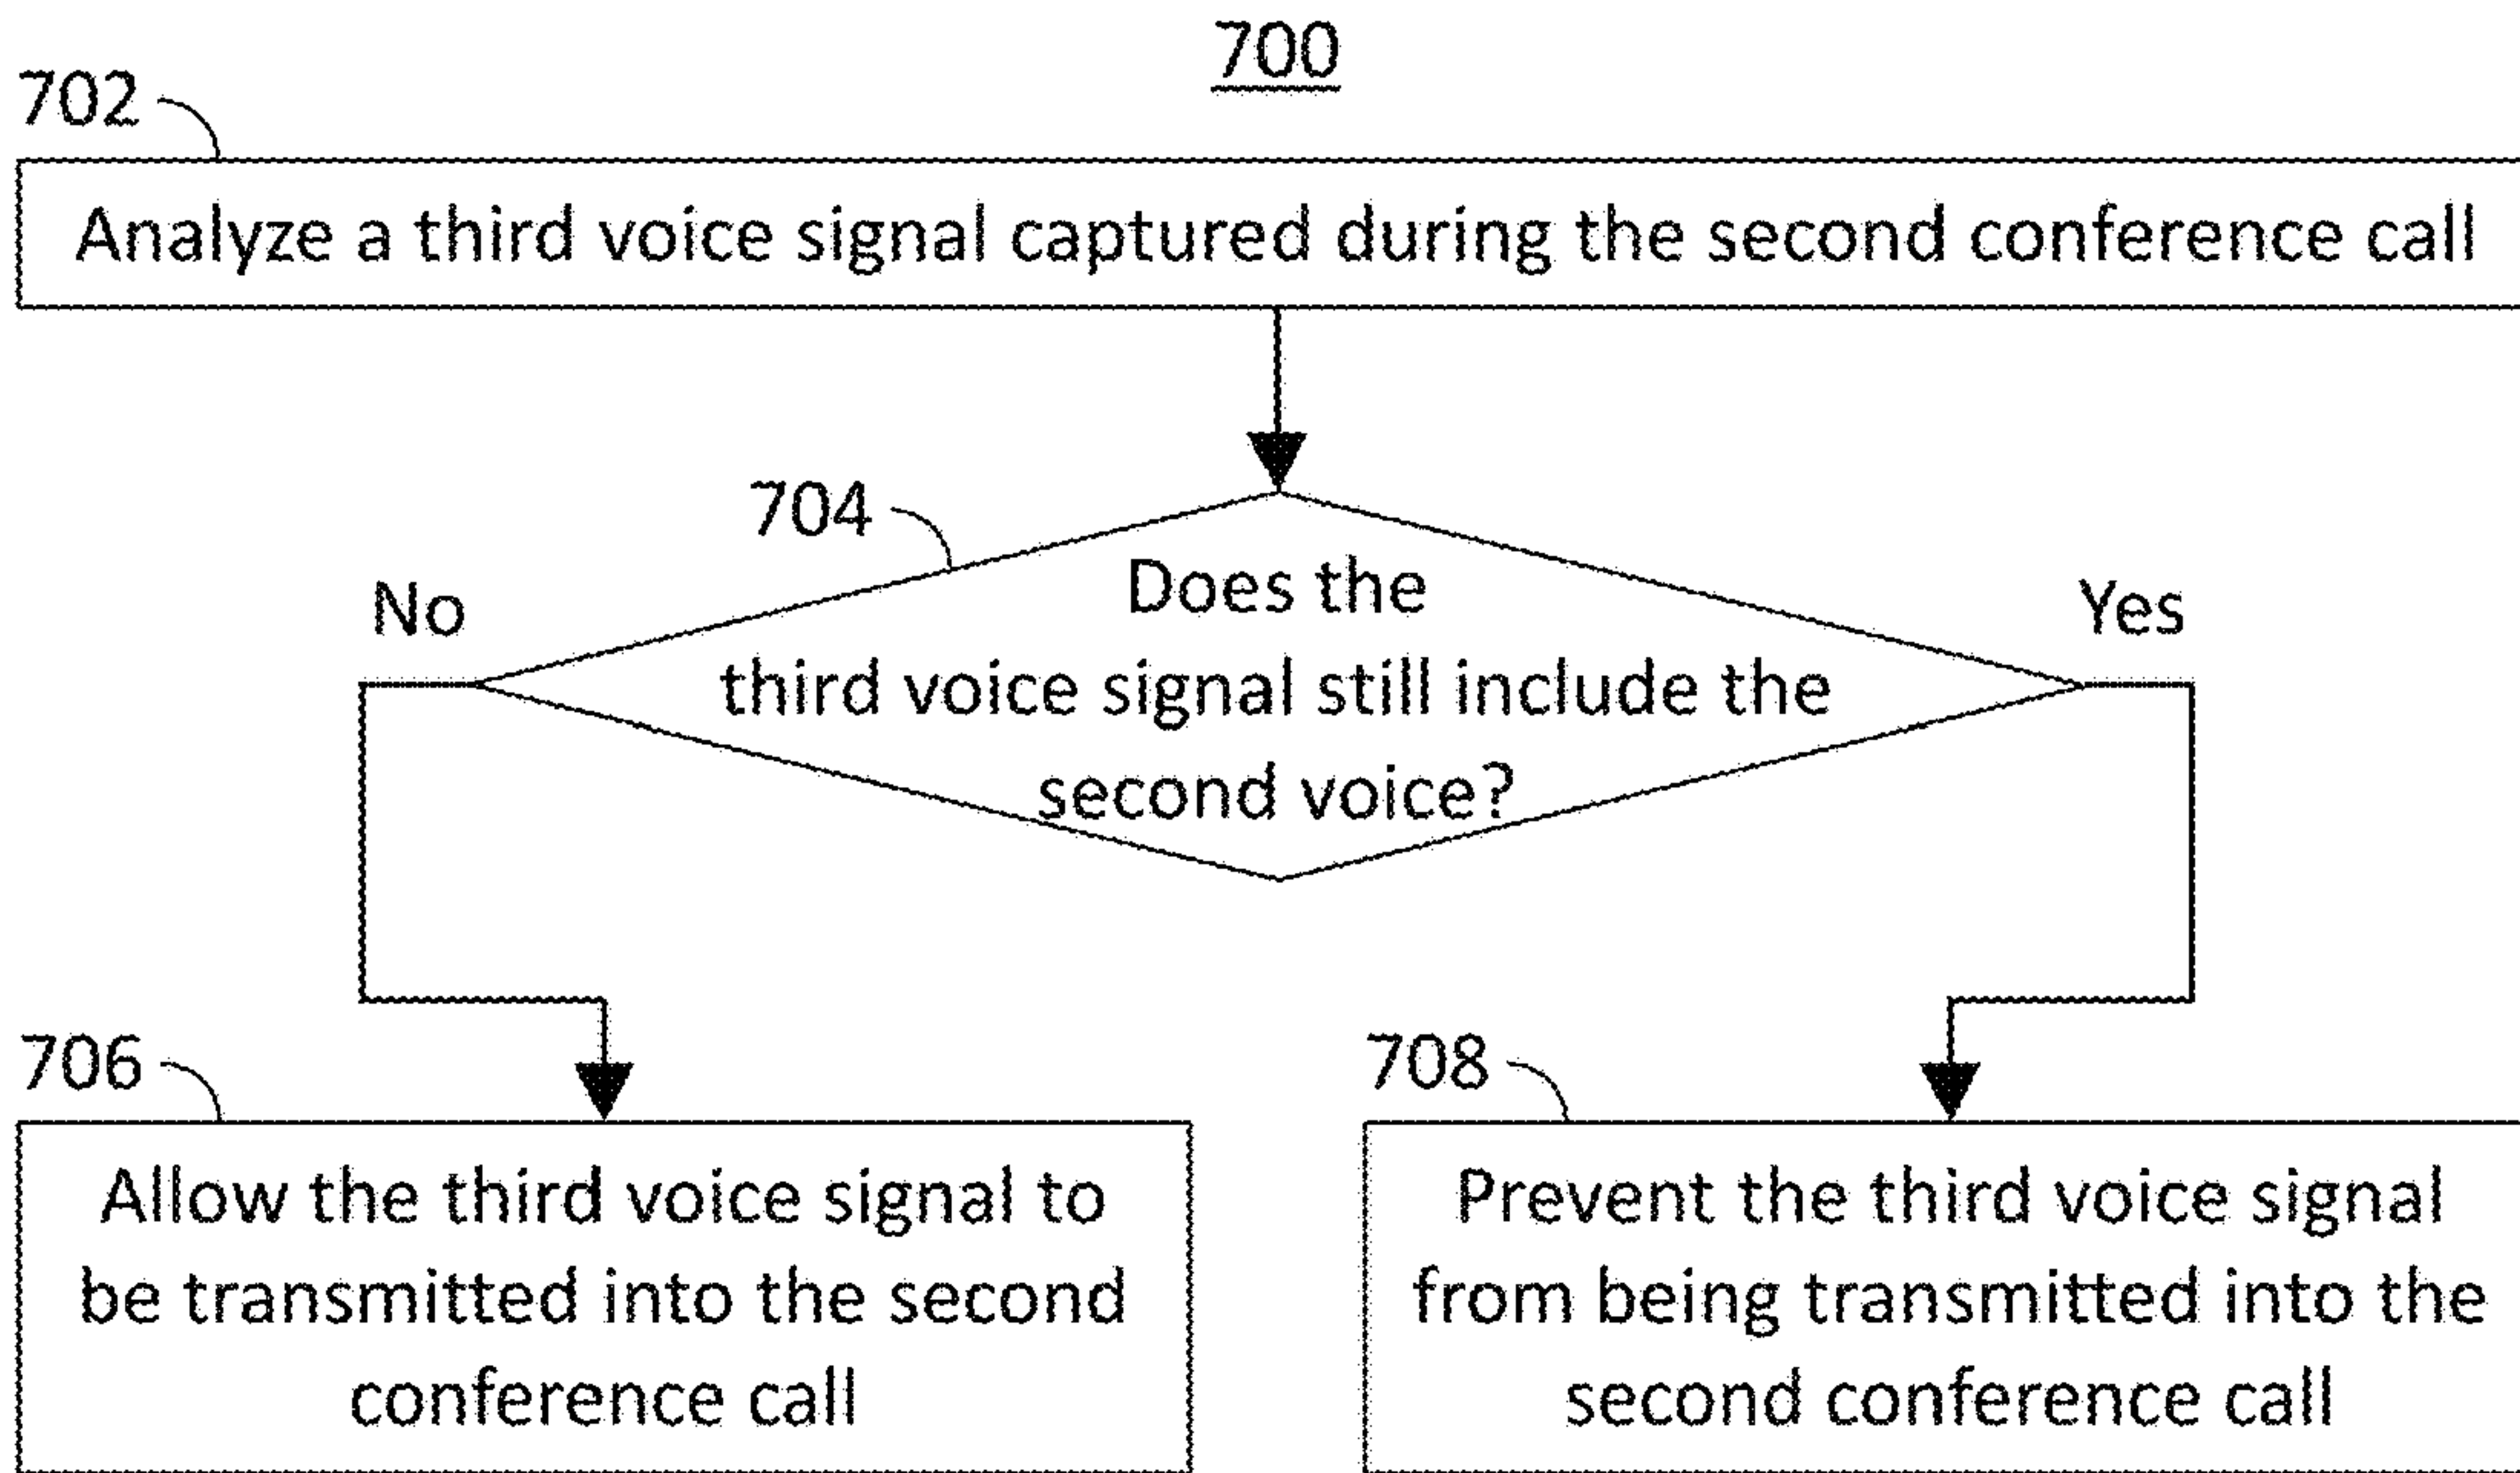 700
702
Analyze a third voice signal captured during the second conference call
704
No
Yes
Does the
third voice signal still include the
second voice?
706
Allow the third voice signal to
be transmitted into the second
conference call
708
Prevent the third voice signal
from being transmitted into the
second conference call